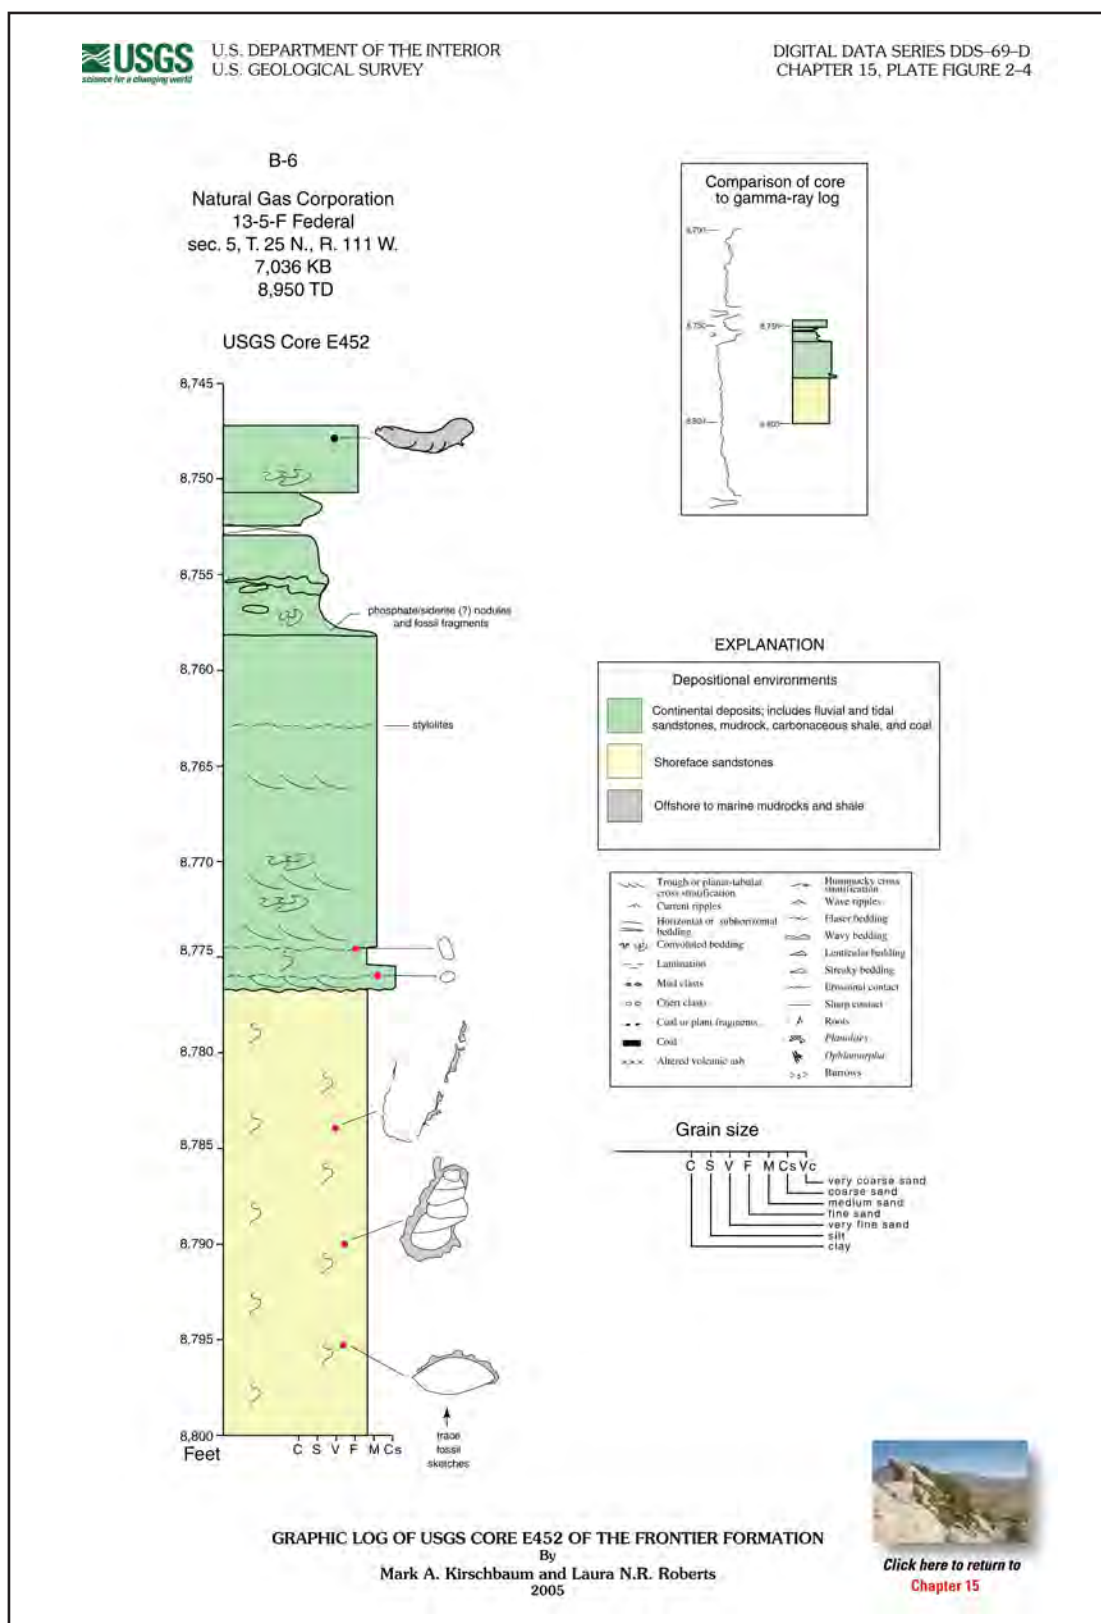 USGS
science for a changing world
U.S. DEPARTMENT OF THE INTERIOR
U.S. GEOLOGICAL SURVEY
DIGITAL DATA SERIES DDS–69–D
CHAPTER 15, PLATE FIGURE 2–4
B-6
Natural Gas Corporation
13-5-F Federal
sec. 5, T. 25 N., R. 111 W.
7,036 KB
8,950 TD
USGS Core E452
8,745
8,750
8,755
8,760
8,765
8,770
8,775
8,780
8,785
8,790
8,795
8,800
Feet
C S V F M Cs
phosphate/siderite (?) nodules
and fossil fragments
stylolites
trace
fossil
sketches
Comparison of core
to gamma-ray log
8,750
8,800
8,800
EXPLANATION
Depositional environments
Continental deposits; includes fluvial and tidal
sandstones, mudrock, carbonaceous shale, and coal
Shoreface sandstones
Offshore to marine mudrocks and shale
Trough or planar-tabular
cross stratification
Current ripples
Horizontal or subhorizontal
bedding
Convoluted bedding
Lamination
Mud clasts
Chert clasts
Coal or plant fragments
Coal
Altered volcanic ash
Hummocky cross
stratification
Wave ripples
Flaser bedding
Wavy bedding
Lenticular bedding
Streaky bedding
Erosional contact
Sharp contact
Roots
Planolites
Ophiomorpha
Burrows
Grain size
C S V F M Cs Vc
very coarse sand
coarse sand
medium sand
fine sand
very fine sand
silt
clay
GRAPHIC LOG OF USGS CORE E452 OF THE FRONTIER FORMATION
By
Mark A. Kirschbaum and Laura N.R. Roberts
2005
Click here to return to
Chapter 15